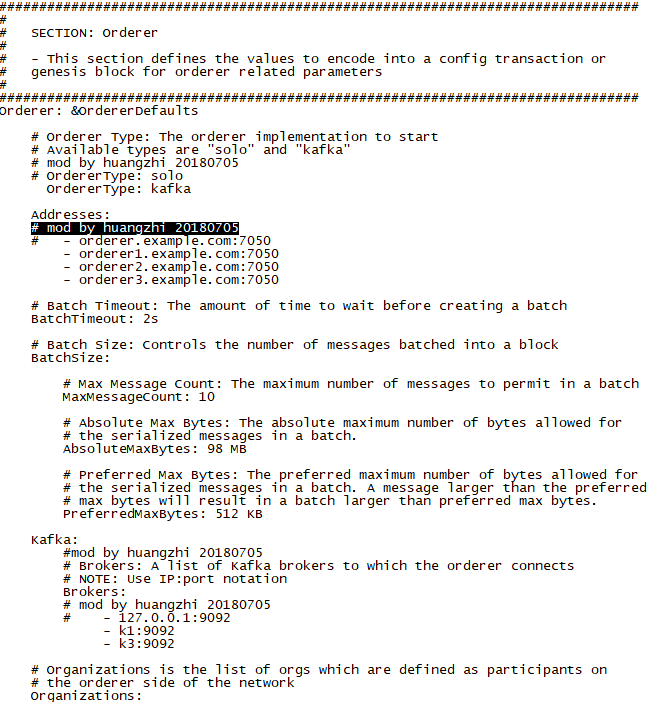 ################################################################################
#
#   SECTION: Orderer
#
#   - This section defines the values to encode into a config transaction or
#   genesis block for orderer related parameters
#
################################################################################
Orderer: &OrdererDefaults

    # Orderer Type: The orderer implementation to start
    # Available types are "solo" and "kafka"
    # mod by huangzhi 20180705
    # OrdererType: solo
      OrdererType: kafka

    Addresses:
    # mod by huangzhi 20180705
    #   - orderer.example.com:7050
        - orderer1.example.com:7050
        - orderer2.example.com:7050
        - orderer3.example.com:7050

    # Batch Timeout: The amount of time to wait before creating a batch
    BatchTimeout: 2s

    # Batch Size: Controls the number of messages batched into a block
    BatchSize:

        # Max Message Count: The maximum number of messages to permit in a batch
        MaxMessageCount: 10

        # Absolute Max Bytes: The absolute maximum number of bytes allowed for
        # the serialized messages in a batch.
        AbsoluteMaxBytes: 98 MB

        # Preferred Max Bytes: The preferred maximum number of bytes allowed for
        # the serialized messages in a batch. A message larger than the preferred
        # max bytes will result in a batch larger than preferred max bytes.
        PreferredMaxBytes: 512 KB

    Kafka:
        #mod by huangzhi 20180705
        # Brokers: A list of Kafka brokers to which the orderer connects
        # NOTE: Use IP:port notation
        Brokers:
        # mod by huangzhi 20180705
        #    - 127.0.0.1:9092
             - k1:9092
             - k3:9092

    # Organizations is the list of orgs which are defined as participants on
    # the orderer side of the network
    Organizations: